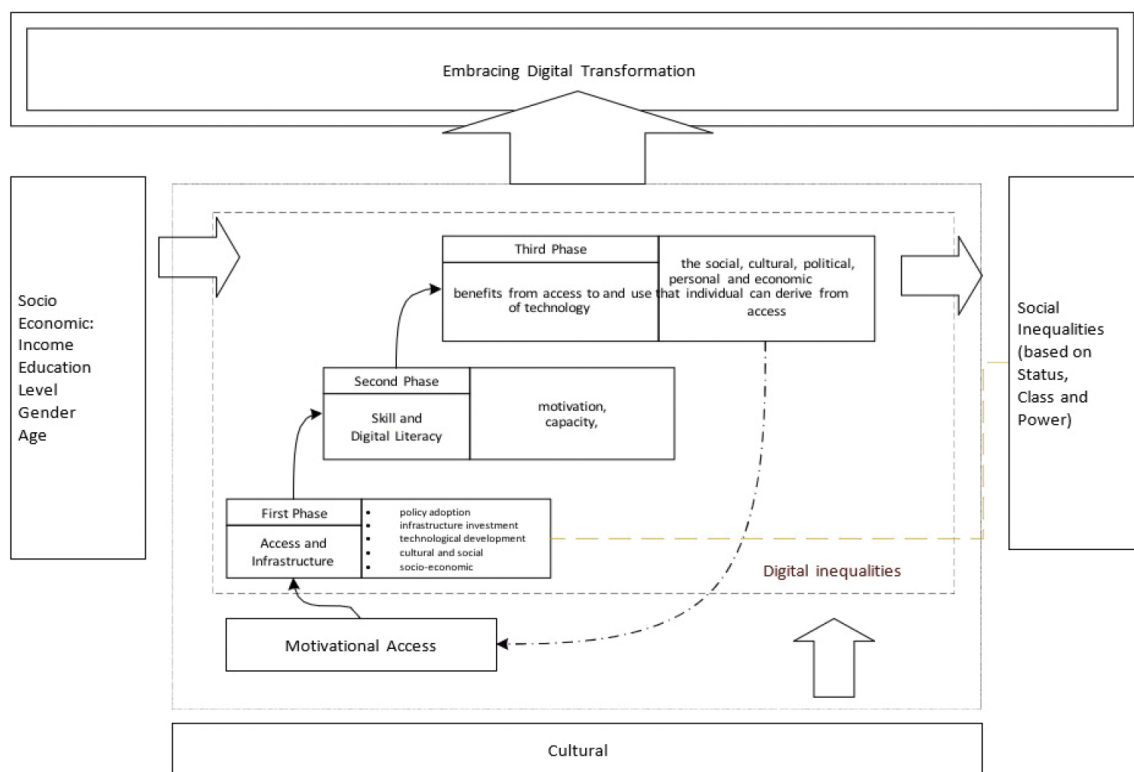 Embracing Digital Transformation
Socio
Economic:
Income
Education
Level
Gender
Age
Third Phase
benefits from access to and use
of technology
the social, cultural, political,
personal and economic
that individual can derive from
access
Second Phase
Skill and
Digital Literacy
motivation,
capacity,
First Phase
Access and
Infrastructure
▪ policy adoption
▪ infrastructure investment
▪ technological development
▪ cultural and social
▪ socio-economic
Digital inequalities
Motivational Access
Social
Inequalities
(based on
Status,
Class and
Power)
Cultural